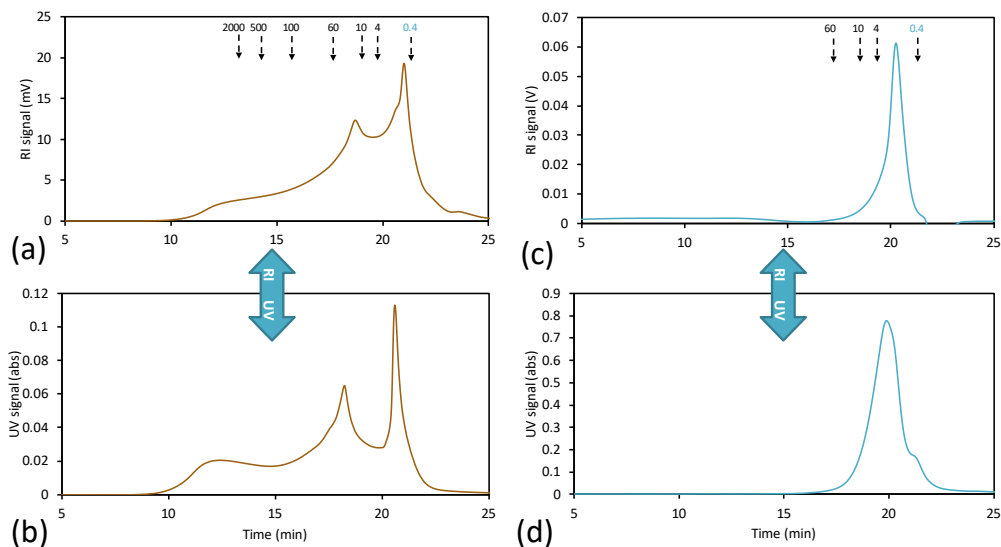 2000 500 100 60 10 4 0.4
25
20
15
10
5
0
RI signal (mV)
5 10 15 20 25
(a)
60 10 4 0.4
0.07
0.06
0.05
0.04
0.03
0.02
0.01
0
RI signal (V)
5 10 15 20 25
(c)
RI UV
RI UV
0.12
0.1
0.08
0.06
0.04
0.02
0
UV signal (abs)
5 10 15 20 25
Time (min)
(b)
0.9
0.8
0.7
0.6
0.5
0.4
0.3
0.2
0.1
0
UV signal (abs)
5 10 15 20 25
Time (min)
(d)